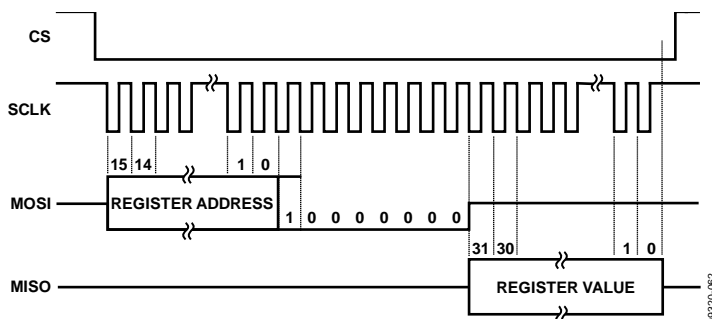 CS
SCLK
15 14 1 0
MOSI REGISTER ADDRESS
1 0 0 0 0 0 0 0
31 30 1 0
MISO REGISTER VALUE